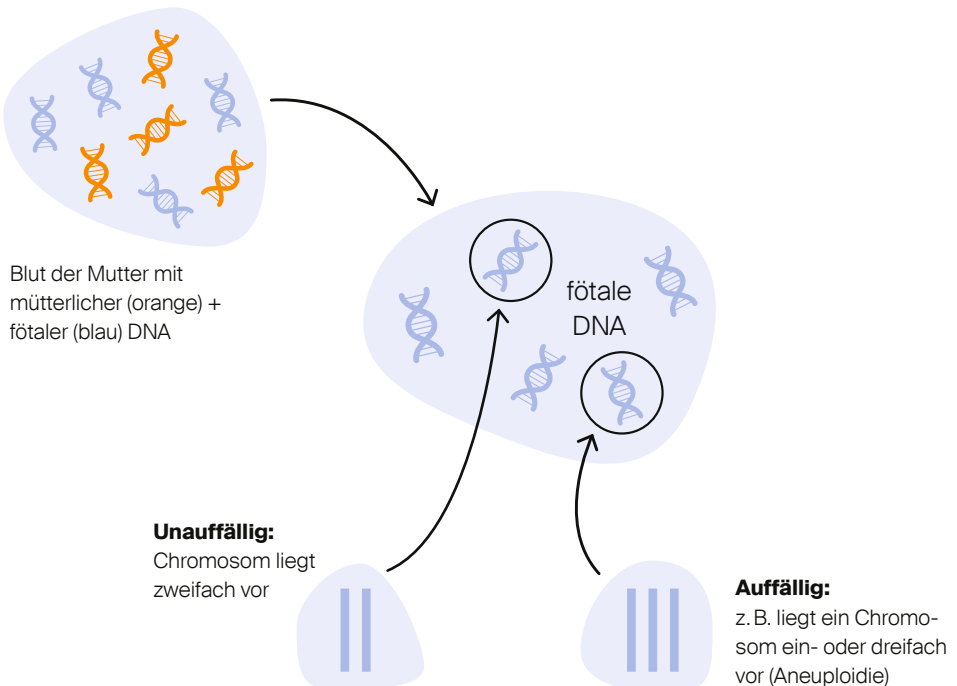 Blut der Mutter mit
mütterlicher (orange) +
fötaler (blau) DNA
fötale
DNA
Unauffällig:
Chromosom liegt
zweifach vor
Auffällig:
z. B. liegt ein Chromo-
som ein- oder dreifach
vor (Aneuploidie)